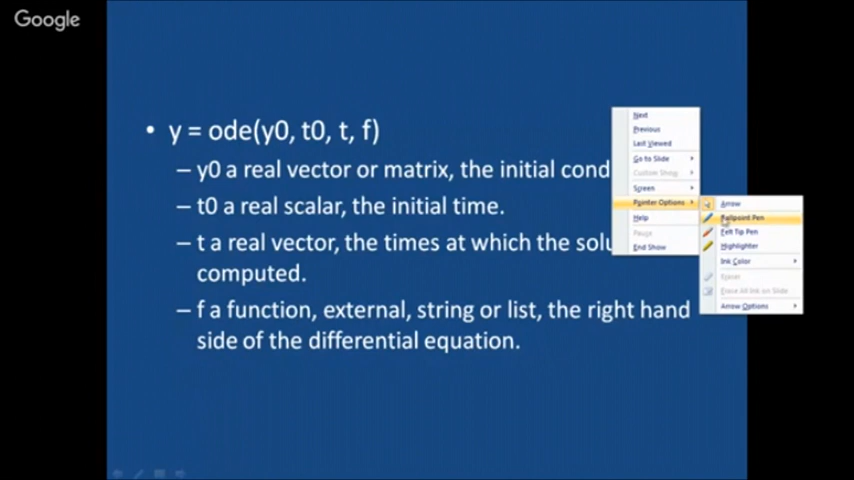 Google
• y = ode(y0, t0, t, f)
– y0 a real vector or matrix, the initial cond
– t0 a real scalar, the initial time.
– t a real vector, the times at which the solu
computed.
– f a function, external, string or list, the right hand
side of the differential equation.
Next
Previous
Last Viewed
Go to Slide
Custom Show
Screen
Pointer Options
Help
Pause
End Show
Arrow
Ballpoint Pen
Felt Tip Pen
Highlighter
Ink Color
Eraser
Erase All Ink on Slide
Arrow Options